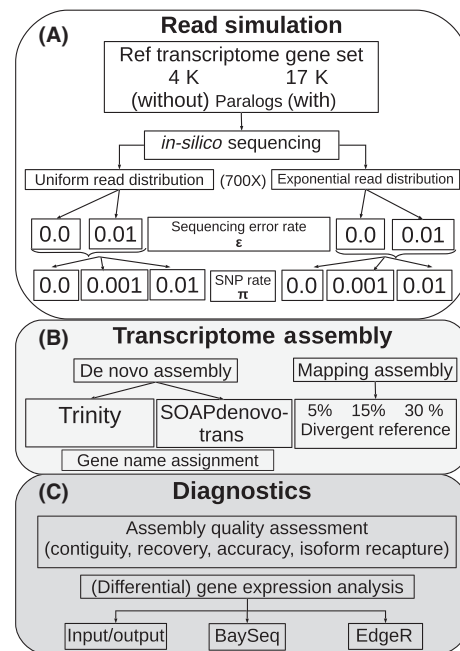 (A) Read simulation
Ref transcriptome gene set
4 K 17 K
(without) Paralogs (with)
in-silico sequencing
Uniform read distribution (700X) Exponential read distribution
0.0 0.01 Sequencing error rate 0.0 0.01
ε
0.0 0.001 0.01 SNP rate 0.0 0.001 0.01
π
(B) Transcriptome assembly
De novo assembly Mapping assembly
Trinity SOAPdenovo- 5% 15% 30 %
trans Divergent reference
Gene name assignment
(C) Diagnostics
Assembly quality assessment
(contiguity, recovery, accuracy, isoform recapture)
(Differential) gene expression analysis
Input/output BaySeq EdgeR